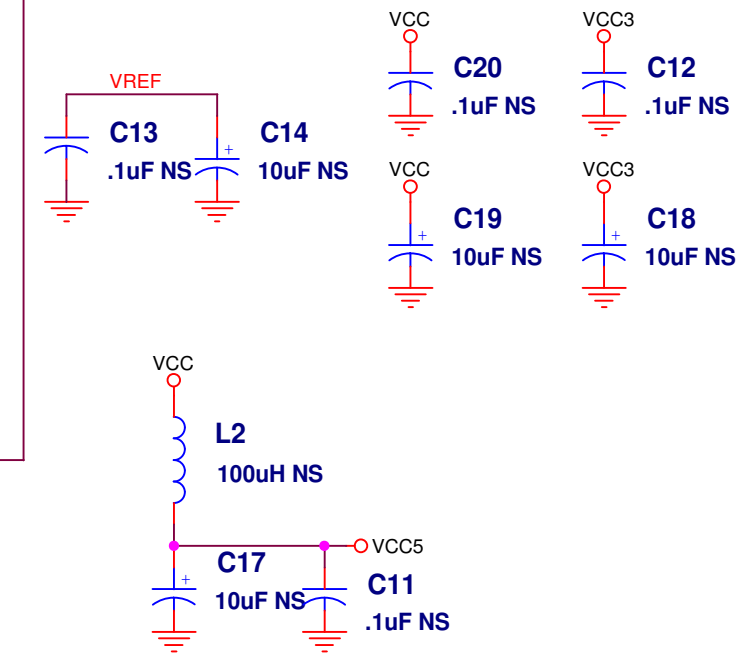 VCC
VCC3
C20
C12
.1uF NS
.1uF NS
VREF
C13
C14
.1uF NS
10uF NS
+
VCC
VCC3
C19
C18
+
+
10uF NS
10uF NS
VCC
L2
100uH NS
VCC5
C17
C11
+
10uF NS
.1uF NS